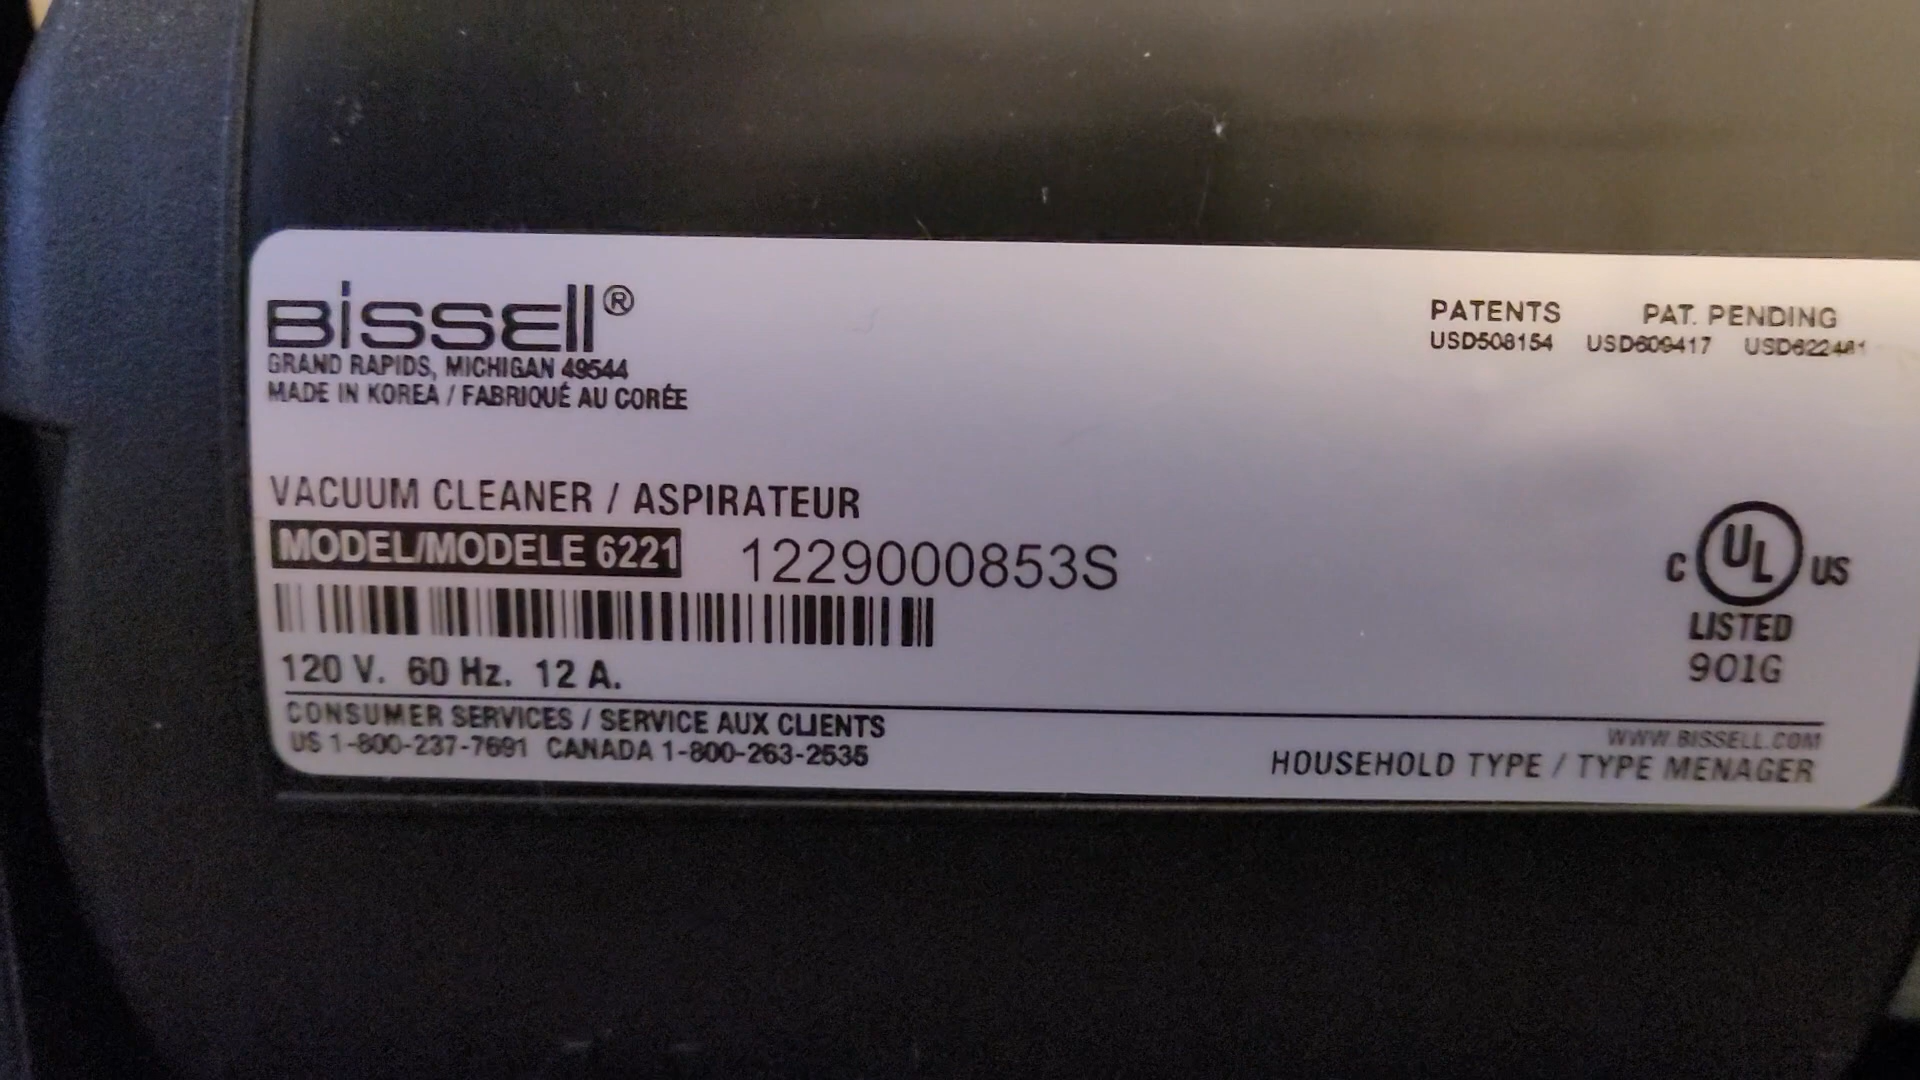 BISSELL®
GRAND RAPIDS, MICHIGAN 49544
MADE IN KOREA / FABRIQUÉ AU CORÉE
PATENTS PAT. PENDING
USD508154 USD609417 USD622461
VACUUM CLEANER / ASPIRATEUR
MODEL/MODELE 6221 1229000853S
120 V. 60 Hz. 12 A.
C UL US
LISTED
901G
CONSUMER SERVICES / SERVICE AUX CLIENTS
US 1-800-237-7691 CANADA 1-800-263-2535
WWW.BISSELL.COM
HOUSEHOLD TYPE / TYPE MENAGER